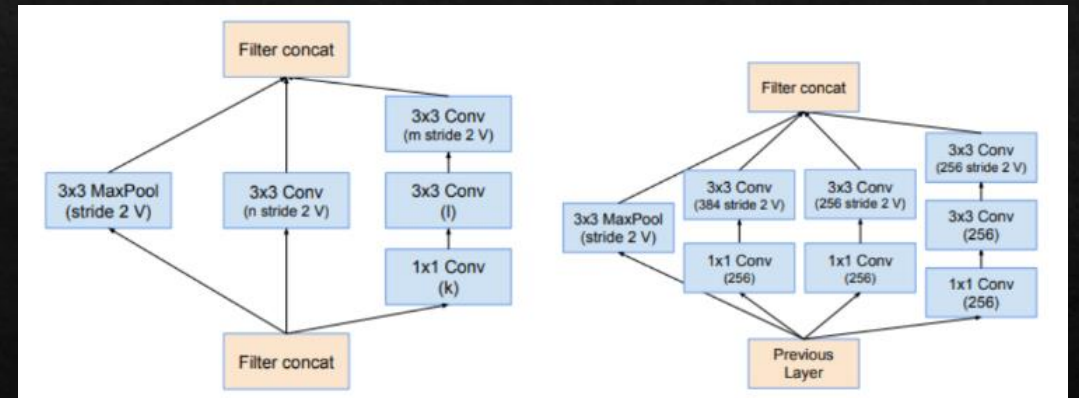 Filter concat
3x3 Conv
(m stride 2 V)
3x3 MaxPool
(stride 2 V)
3x3 Conv
(n stride 2 V)
3x3 Conv
(l)
1x1 Conv
(k)
Filter concat
Filter concat
3x3 Conv
(256 stride 2 V)
3x3 MaxPool
(stride 2 V)
3x3 Conv
(384 stride 2 V)
3x3 Conv
(256 stride 2 V)
3x3 Conv
(256)
1x1 Conv
(256)
1x1 Conv
(256)
1x1 Conv
(256)
Previous
Layer